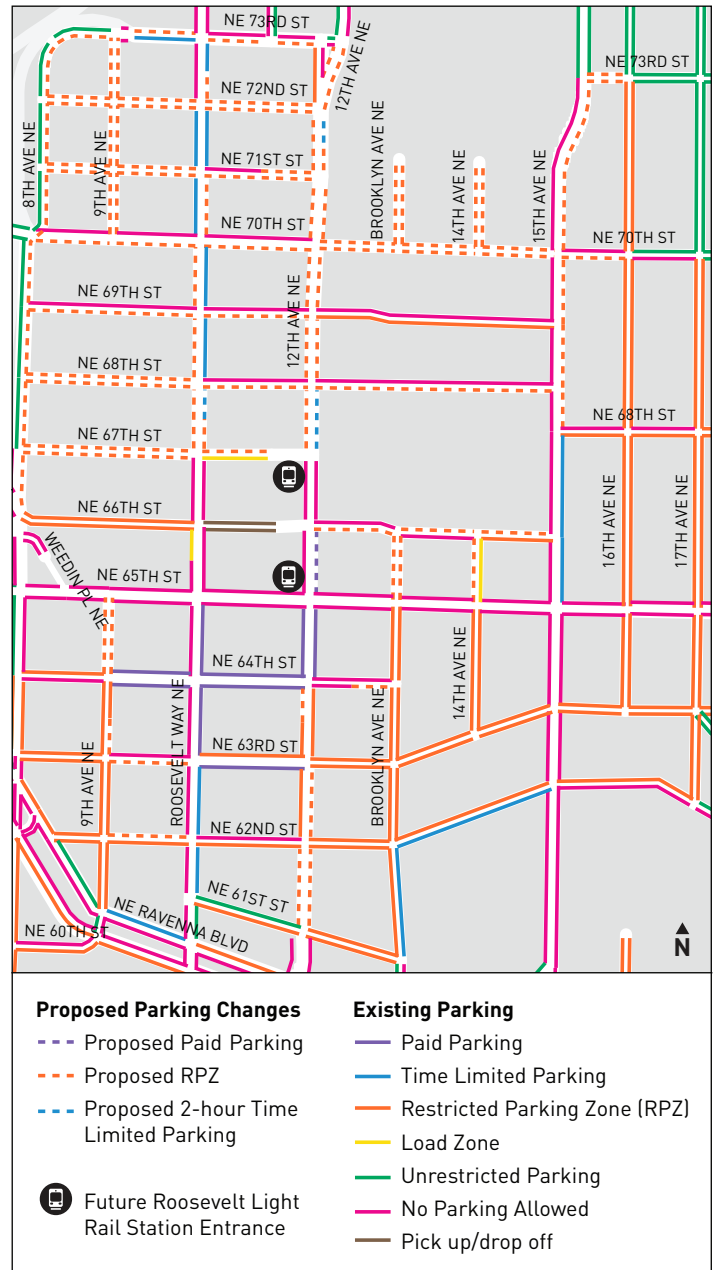 NE 73RD ST
12TH AVE NE
NE 73RD ST
NE 72ND ST
8TH AVE NE
9TH AVE NE
NE 71ST ST
BROOKLYN AVE NE
14TH AVE NE
15TH AVE NE
NE 70TH ST
NE 70TH ST
NE 69TH ST
12TH AVE NE
NE 68TH ST
NE 68TH ST
NE 67TH ST
NE 66TH ST
16TH AVE NE
17TH AVE NE
WEEDIN PL NE
NE 65TH ST
NE 64TH ST
14TH AVE NE
9TH AVE NE
ROOSEVELT WAY NE
NE 63RD ST
BROOKLYN AVE NE
NE 62ND ST
NE 61ST ST
NE RAVENNA BLVD
NE 60TH ST
N
Proposed Parking Changes
Proposed Paid Parking
Proposed RPZ
Proposed 2-hour Time
Limited Parking
Future Roosevelt Light
Rail Station Entrance
Existing Parking
Paid Parking
Time Limited Parking
Restricted Parking Zone (RPZ)
Load Zone
Unrestricted Parking
No Parking Allowed
Pick up/drop off